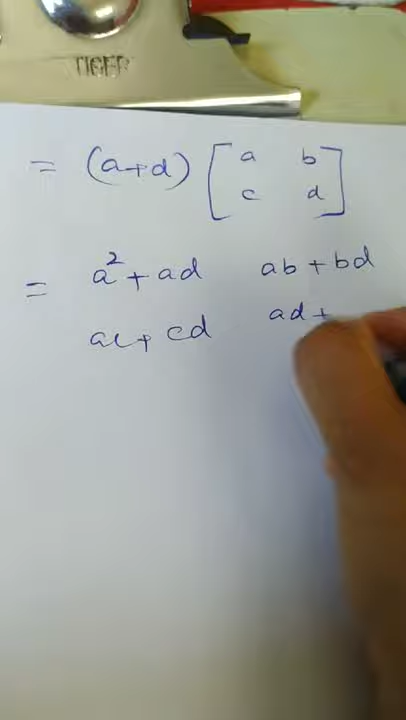 TIGER
= (a+d) [ a b
c d ]
= a² + ad ab + bd
ac + cd ad +